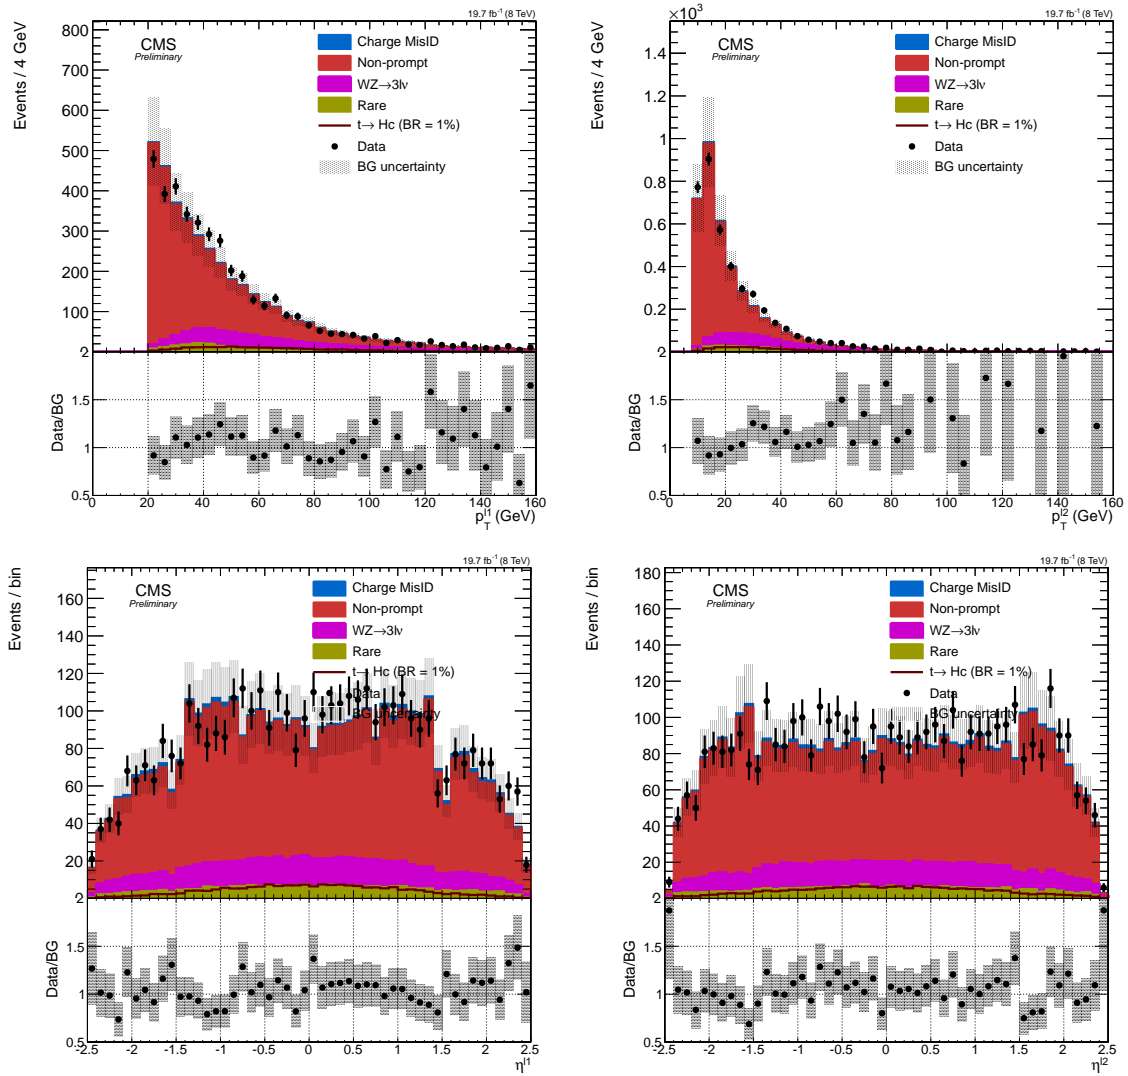 19.7 fb⁻¹ (8 TeV)
Events / 4 GeV
800
700
600
500
400
300
200
100
CMS
Preliminary
Charge MisID
Non-prompt
WZ→3lν
Rare
t→ Hc (BR = 1%)
Data
BG uncertainty
Data/BG
2
1.5
1
0.5
0 20 40 60 80 100 120 140 160
p_T^l1 (GeV)
×10³
19.7 fb⁻¹ (8 TeV)
Events / 4 GeV
1.4
1.2
1
0.8
0.6
0.4
0.2
CMS
Preliminary
Charge MisID
Non-prompt
WZ→3lν
Rare
t→ Hc (BR = 1%)
Data
BG uncertainty
Data/BG
2
1.5
1
0.5
0 20 40 60 80 100 120 140 160
p_T^l2 (GeV)
19.7 fb⁻¹ (8 TeV)
Events / bin
160
140
120
100
80
60
40
20
CMS
Preliminary
Charge MisID
Non-prompt
WZ→3lν
Rare
t→ Hc (BR = 1%)
Data
BG uncertainty
Data/BG
2
1.5
1
0.5
-2.5 -2 -1.5 -1 -0.5 0 0.5 1 1.5 2 2.5
η^l1
19.7 fb⁻¹ (8 TeV)
Events / bin
180
160
140
120
100
80
60
40
20
CMS
Preliminary
Charge MisID
Non-prompt
WZ→3lν
Rare
t→ Hc (BR = 1%)
Data
BG uncertainty
Data/BG
2
1.5
1
0.5
-2.5 -2 -1.5 -1 -0.5 0 0.5 1 1.5 2 2.5
η^l2